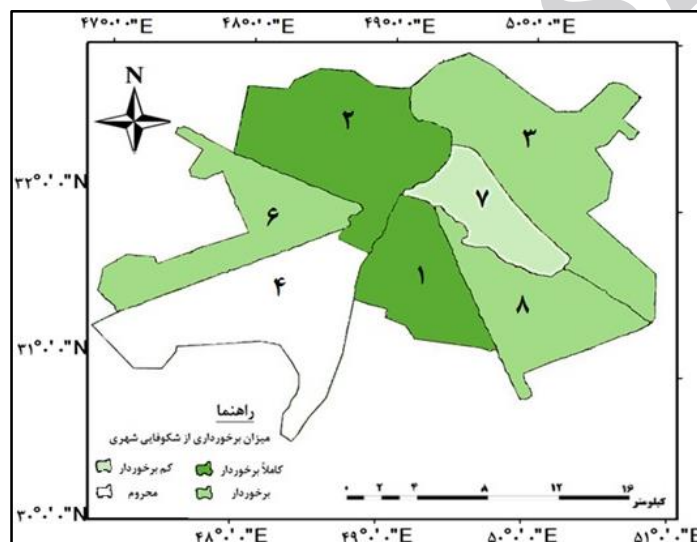 ۴۷°۰'۰"E ۴۸°۰'۰"E ۴۹°۰'۰"E ۵۰°۰'۰"E
N
۲
۳
۳۲°۰'۰"N
۷
۶
۴
۱
۸
۳۱°۰'۰"N
راهنما
میزان برخورداری از شکوفایی شهری
کاملاً برخوردار
کم برخوردار
برخوردار
محروم
۰ ۲ ۴ ۸ ۱۲ ۱۶
کیلومتر
۳۰°۰'۰"N
۴۸°۰'۰"E ۴۹°۰'۰"E ۵۰°۰'۰"E ۵۱°۰'۰"E